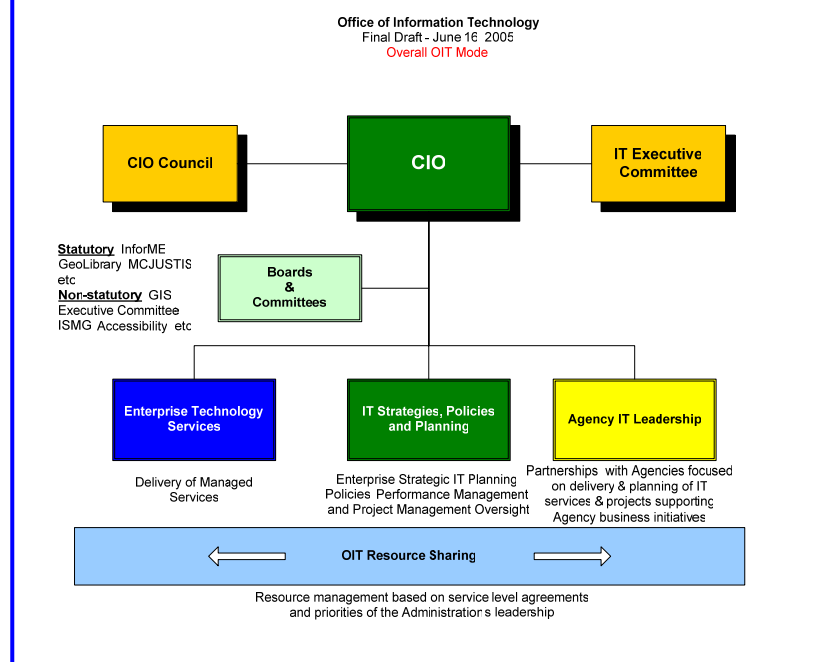 Office of Information Technology
Final Draft - June 16 2005
Overall OIT Mode
CIO Council
CIO
IT Executive
Committee
Statutory InforME
GeoLibrary MCJUSTIS
etc
Non-statutory GIS
Executive Committee
ISMG Accessibility etc
Boards
&
Committees
Enterprise Technology
Services
IT Strategies, Policies
and Planning
Agency IT Leadership
Delivery of Managed
Services
Enterprise Strategic IT Planning
Policies Performance Management
and Project Management Oversight
Partnerships with Agencies focused
on delivery & planning of IT
services & projects supporting
Agency business initiatives
OIT Resource Sharing
Resource management based on service level agreements
and priorities of the Administration s leadership